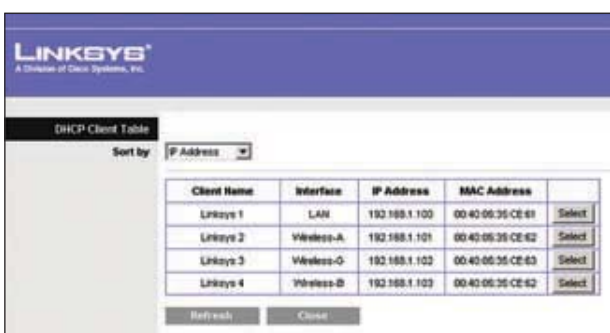 LINKSYS®
A Division of Cisco Systems, Inc.
DHCP Client Table
Sort by IP Address
Client Name Interface IP Address MAC Address
Linksys 1 LAN 192.168.1.100 00:40:05:35:CE:61 Select
Linksys 2 Wireless-A 192.168.1.101 00:40:05:35:CE:62 Select
Linksys 3 Wireless-G 192.168.1.102 00:40:05:35:CE:63 Select
Linksys 4 Wireless-B 192.168.1.103 00:40:05:35:CE:62 Select
Refresh Close